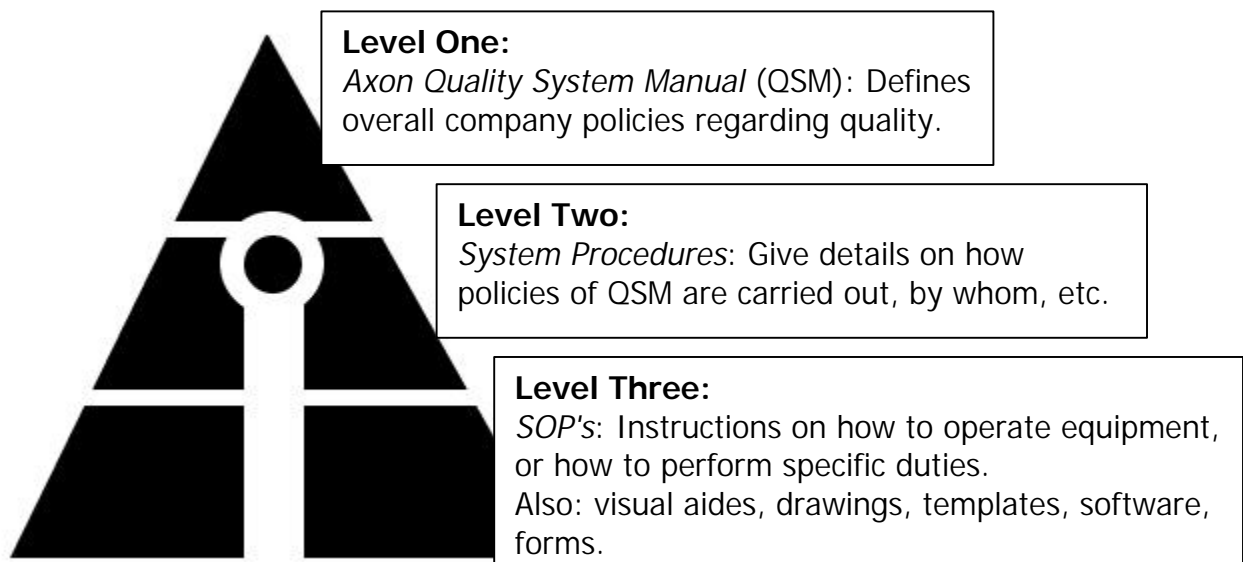 Level One:
Axon Quality System Manual (QSM): Defines
overall company policies regarding quality.
Level Two:
System Procedures: Give details on how
policies of QSM are carried out, by whom, etc.
Level Three:
SOP's: Instructions on how to operate equipment,
or how to perform specific duties.
Also: visual aides, drawings, templates, software,
forms.